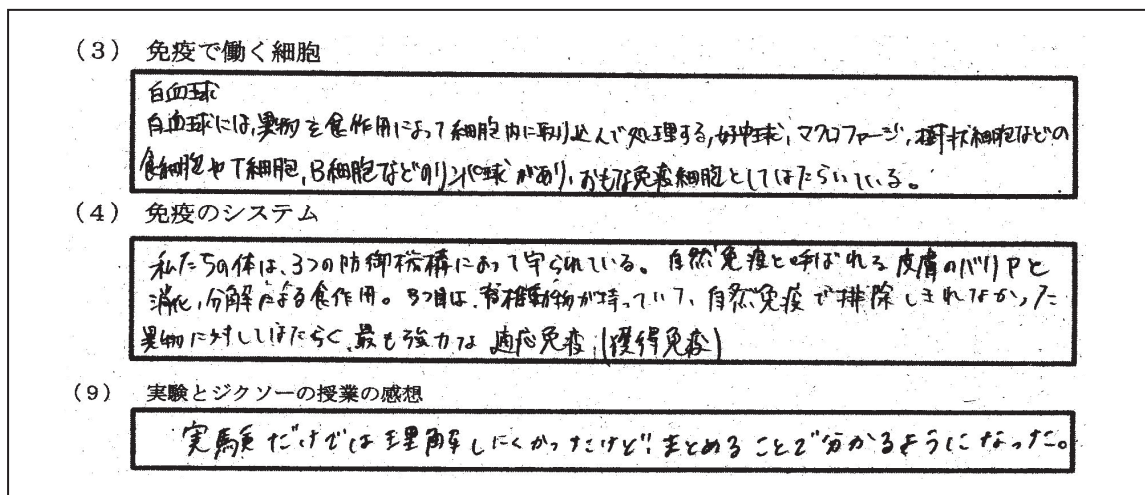 (3) 免疫で働く細胞
白血球
白血球には,異物を食作用によって細胞内に取り込んで処理する,好中球,マクロファージ,樹状細胞などの
食細胞やT細胞,B細胞などのリンパ球があり,おもな免疫細胞としてはたらいている。
(4) 免疫のシステム
私たちの体は、3つの防御機構によって守られている。自然免疫と呼ばれる皮膚のバリアと
消化,分解による食作用。3つ目は、脊椎動物が持っていて、自然免疫で排除しきれなかった
異物に対してはたらく、最も強力な適応免疫(獲得免疫)
(9) 実験とジクソーの授業の感想
実験だけでは理解しにくかったけど、まとめることで分かるようになった。